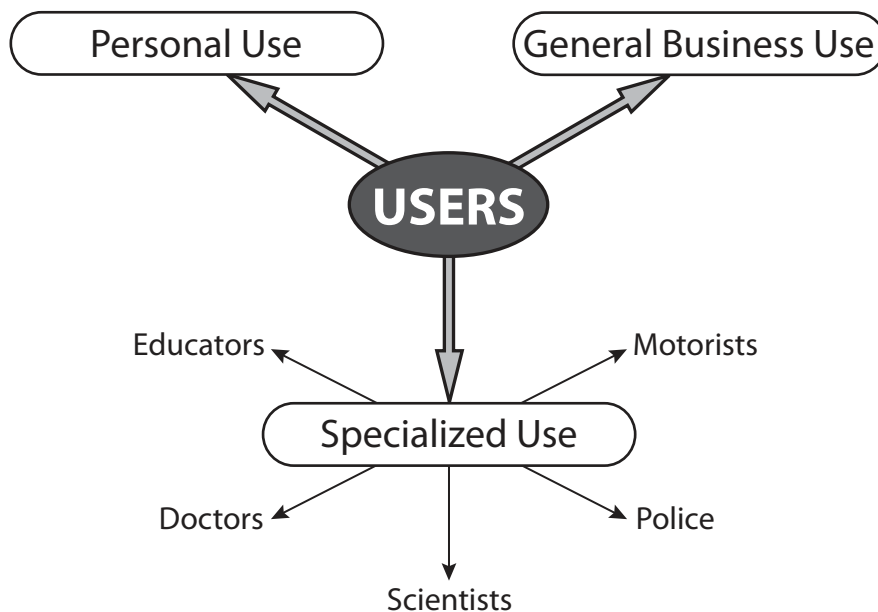 Personal Use
General Business Use
USERS
Educators
Motorists
Specialized Use
Doctors
Police
Scientists